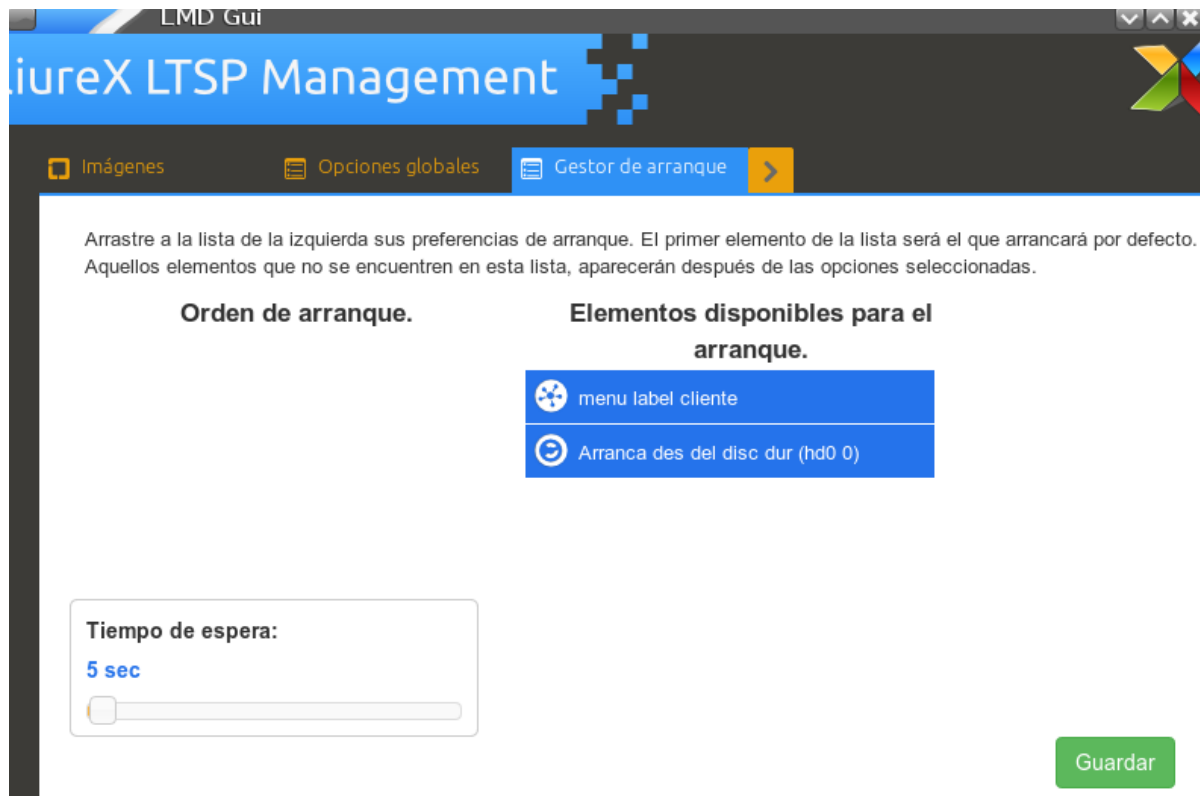 LMD Gui
iureX LTSP Management
Imágenes
Opciones globales
Gestor de arranque
Arrastre a la lista de la izquierda sus preferencias de arranque. El primer elemento de la lista será el que arrancará por defecto.
Aquellos elementos que no se encuentren en esta lista, aparecerán después de las opciones seleccionadas.
Orden de arranque.
Elementos disponibles para el
arranque.
menu label cliente
Arranca des del disc dur (hd0 0)
Tiempo de espera:
5 sec
Guardar